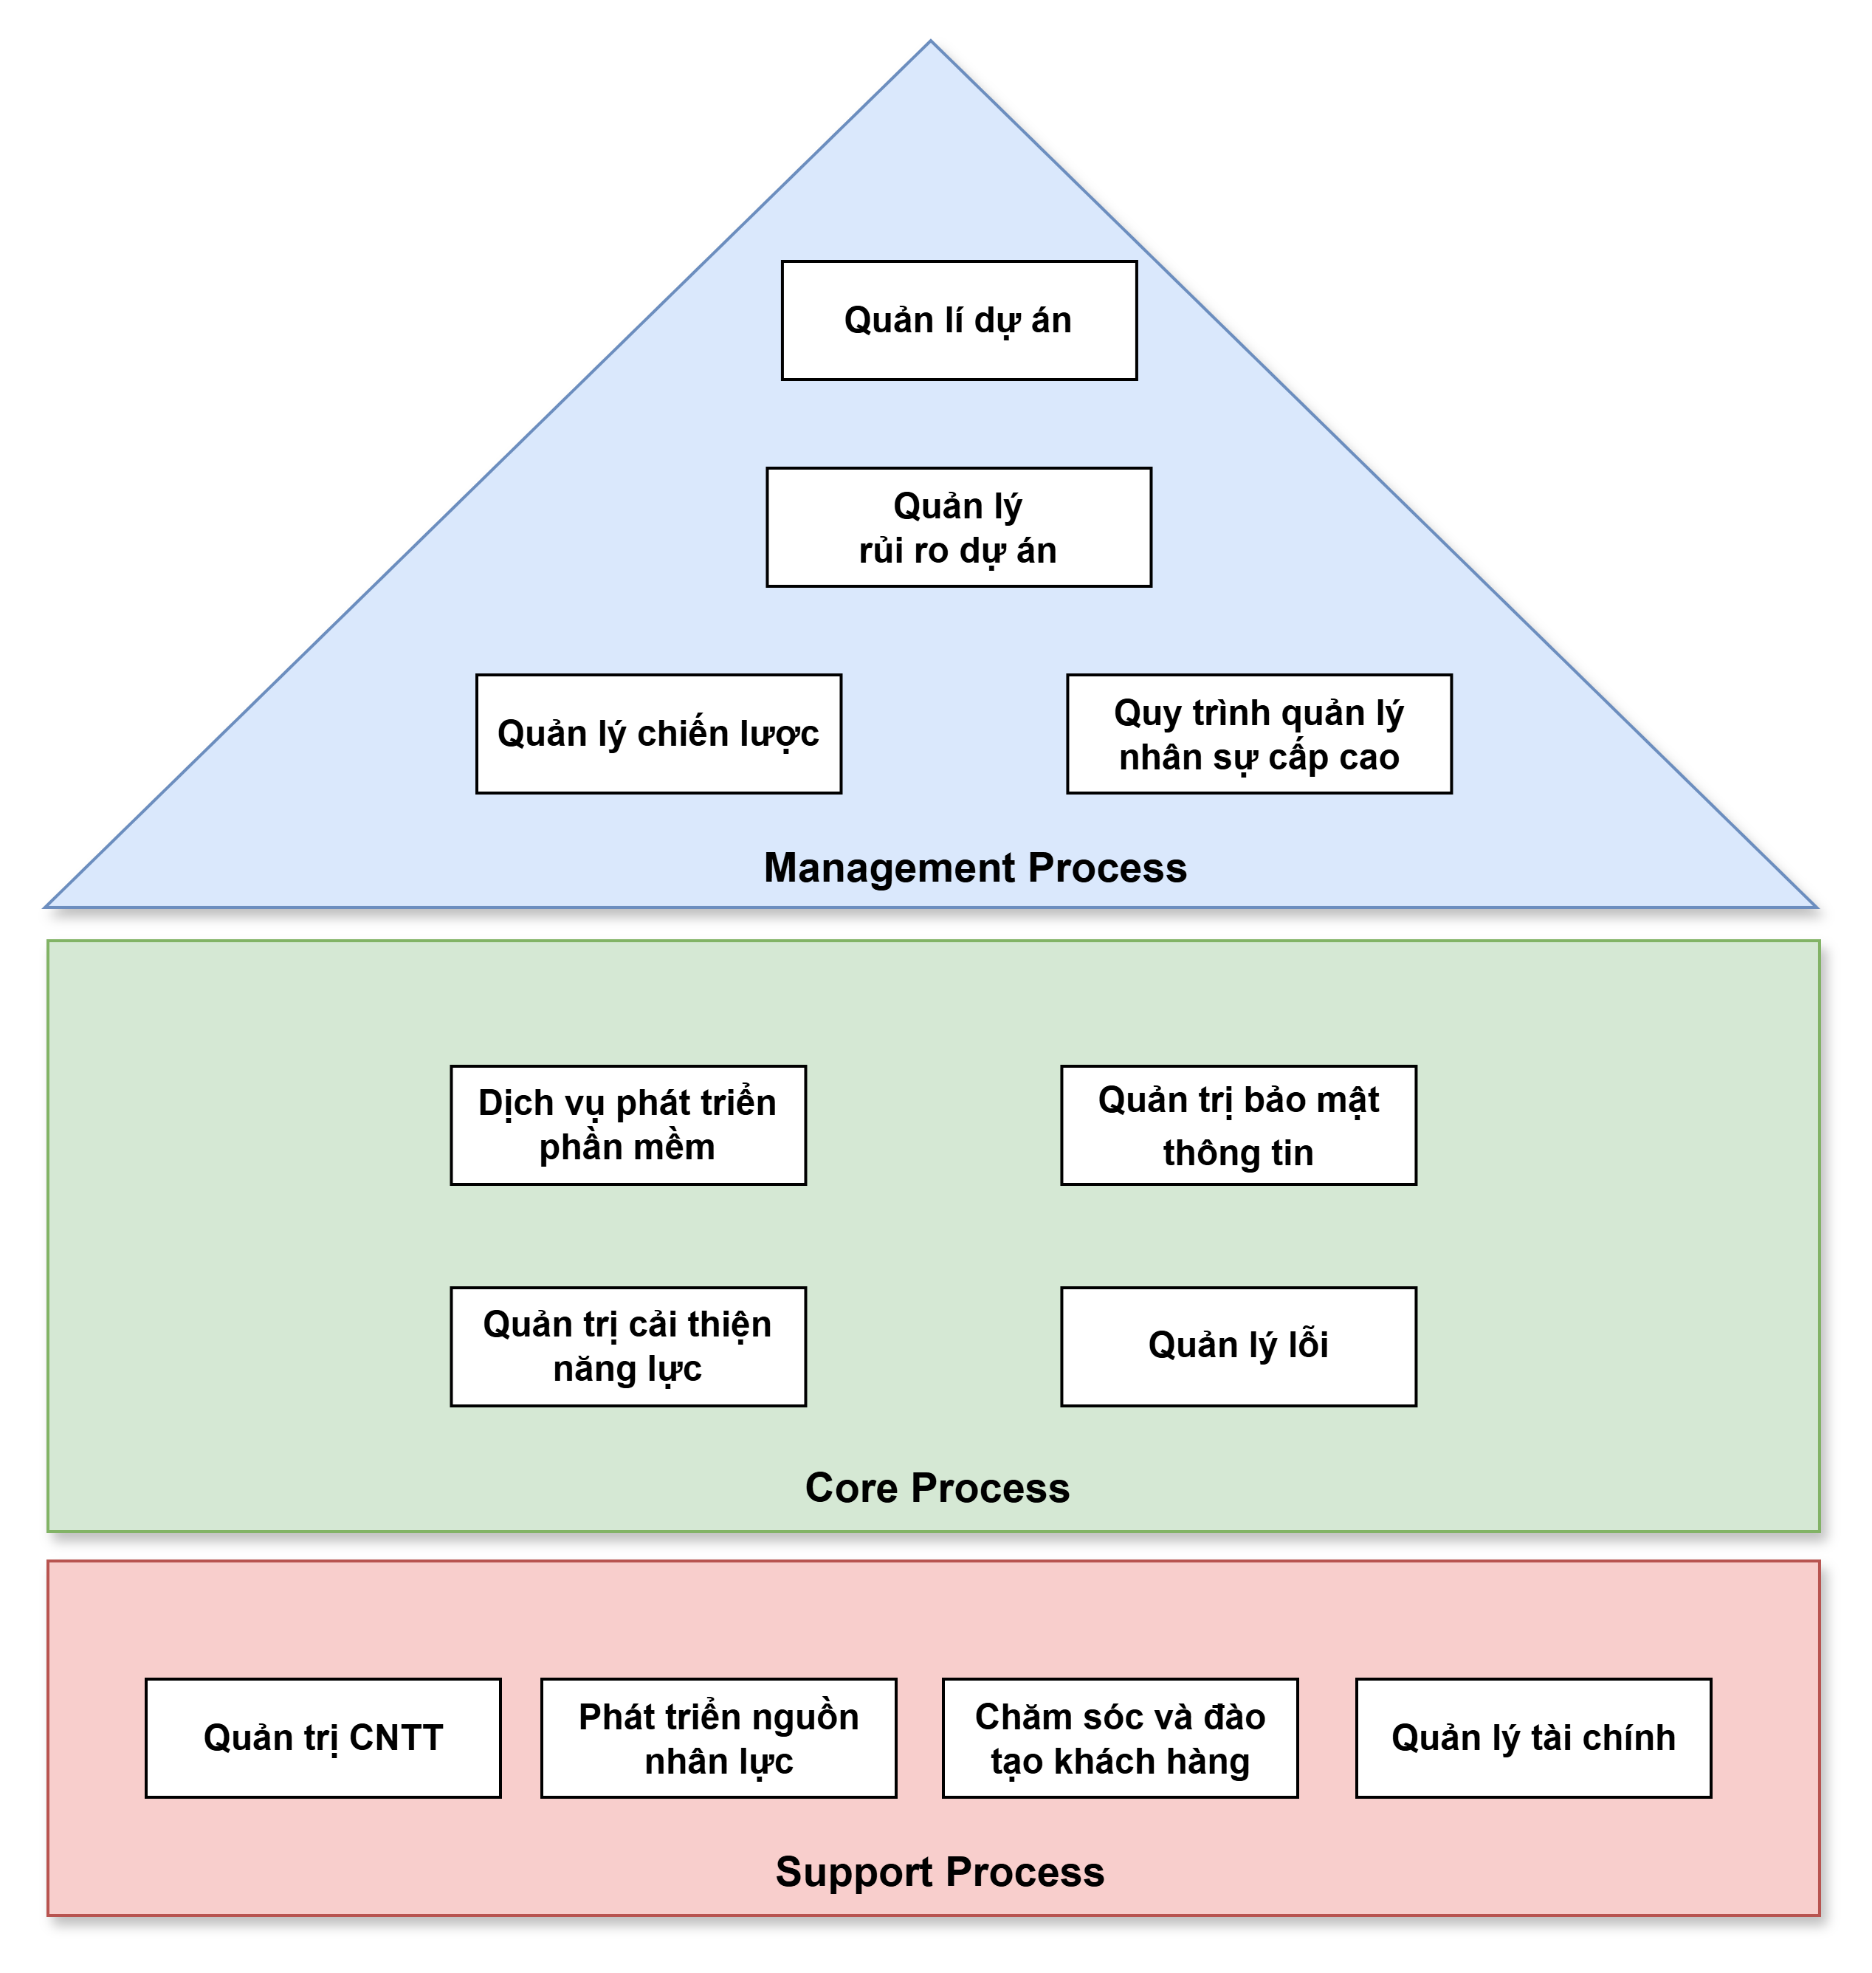 Quản lí dự án
Quản lý
rủi ro dự án
Quản lý chiến lược
Quy trình quản lý
nhân sự cấp cao
Management Process
Dịch vụ phát triển
phần mềm
Quản trị bảo mật
thông tin
Quản trị cải thiện
năng lực
Quản lý lỗi
Core Process
Quản trị CNTT
Phát triển nguồn
nhân lực
Chăm sóc và đào
tạo khách hàng
Quản lý tài chính
Support Process